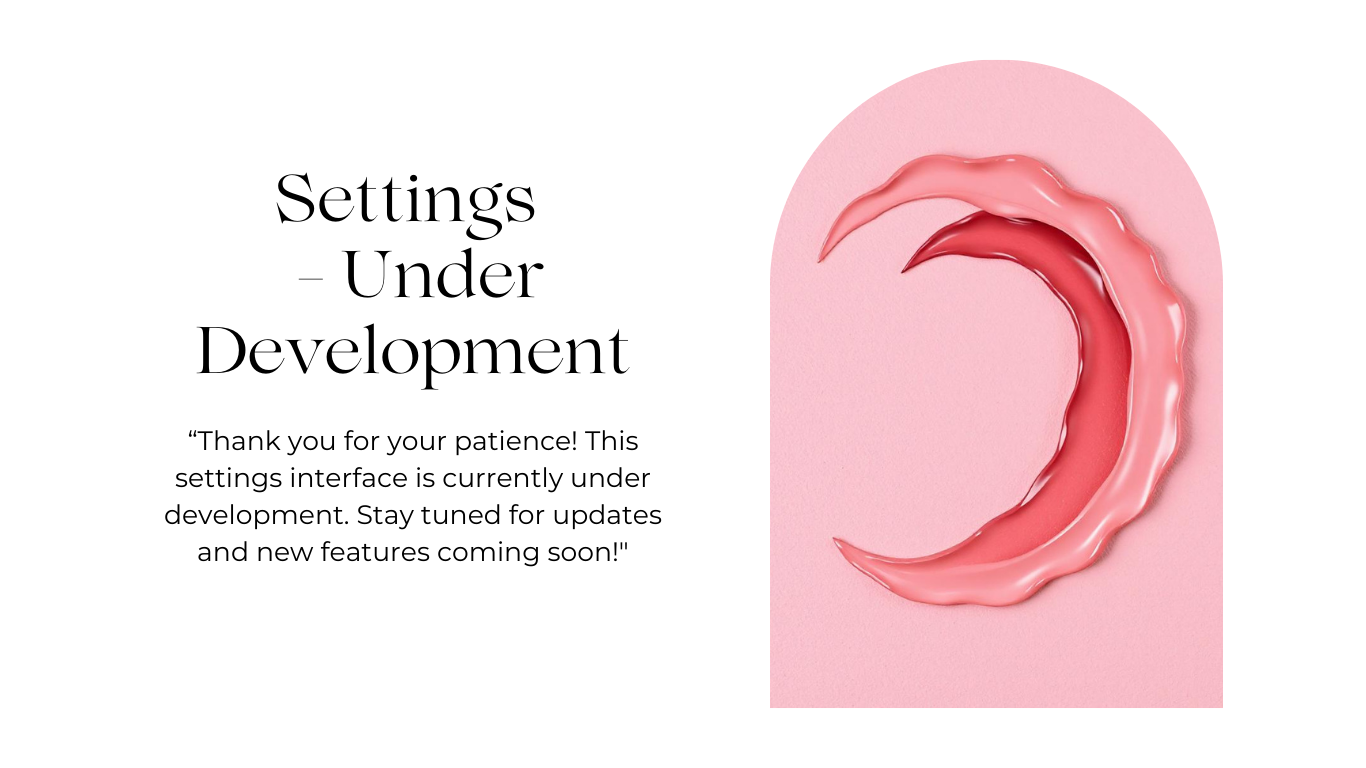 Settings
– Under
Development
“Thank you for your patience! This
settings interface is currently under
development. Stay tuned for updates
and new features coming soon!"